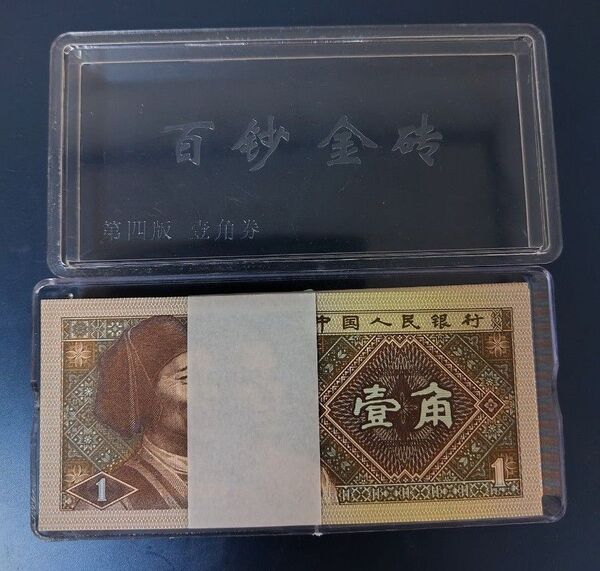 百钞金砖
第四版 壹角券
中国人民银行
壹角
1
1